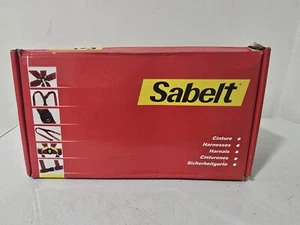 Sabelt
Cinture
Harnesses
Harnais
Cinturones
Sicherheitsgurte